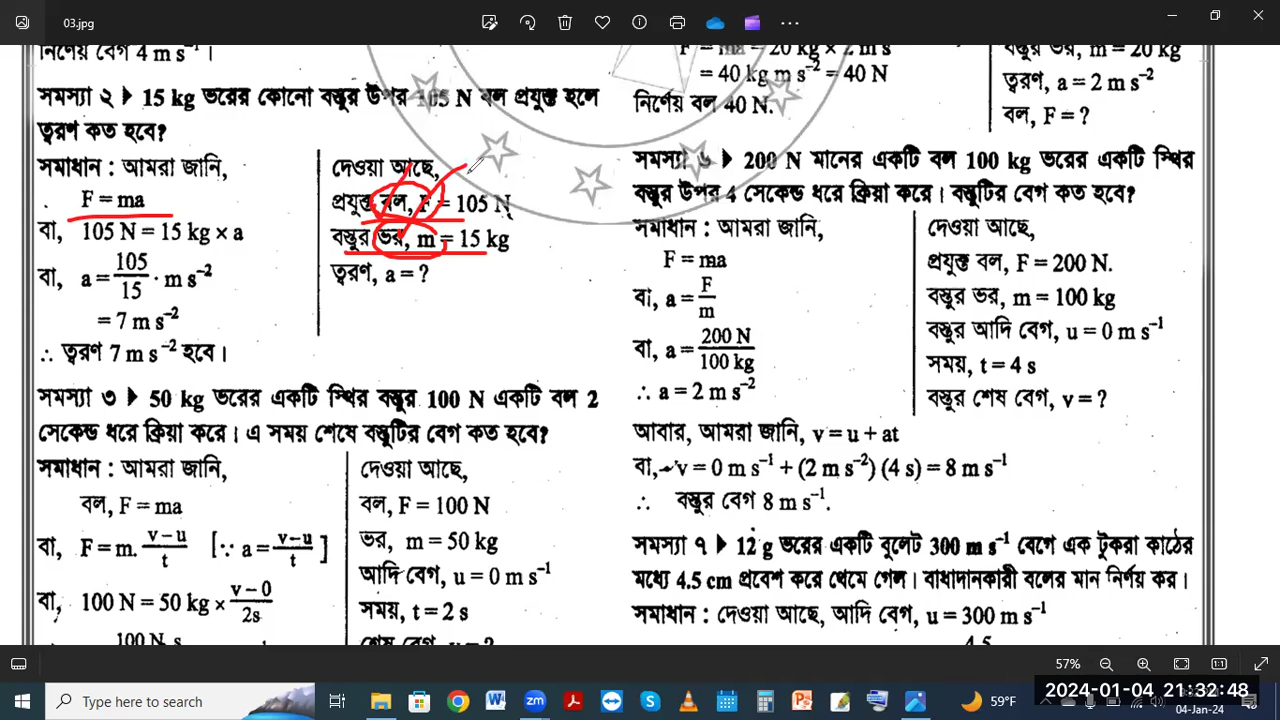 03.jpg
নির্ণেয় বেগ 4 m s⁻¹।
সমস্যা ২ ▶ 15 kg ভরের কোনো বস্তুর উপর 105 N বল প্রযুক্ত হলে
ত্বরণ কত হবে?
সমাধান : আমরা জানি,
F = ma
বা, 105 N = 15 kg × a
বা, a = 105/15 · m s⁻²
= 7 m s⁻²
∴ ত্বরণ 7 m s⁻² হবে।
দেওয়া আছে,
প্রযুক্ত বল, F = 105 N
বস্তুর ভর, m = 15 kg
ত্বরণ, a = ?
সমস্যা ৩ ▶ 50 kg ভরের একটি স্থির বস্তুর 100 N একটি বল 2
সেকেন্ড ধরে ক্রিয়া করে। এ সময় শেষে বস্তুটির বেগ কত হবে?
সমাধান : আমরা জানি,
বল, F = ma
বা, F = m. v – u/t [∵ a = v – u/t]
বা, 100 N = 50 kg × v – 0/2s
100 N s
দেওয়া আছে,
বল, F = 100 N
ভর, m = 50 kg
আদি বেগ, u = 0 m s⁻¹
সময়, t = 2 s
শেষ বেগ, v = ?
F = ma = 20 kg × 2 m s
= 40 kg m s⁻² = 40 N
নির্ণেয় বল 40 N.
বস্তুর ভর, m = 20 kg
ত্বরণ, a = 2 m s⁻²
বল, F = ?
সমস্যা ৬ ▶ 200 N মানের একটি বল 100 kg ভরের একটি স্থির
বস্তুর উপর 4 সেকেন্ড ধরে ক্রিয়া করে। বস্তুটির বেগ কত হবে?
সমাধান : আমরা জানি,
F = ma
বা, a = F/m
বা, a = 200 N/100 kg
∴ a = 2 m s⁻²
দেওয়া আছে,
প্রযুক্ত বল, F = 200 N.
বস্তুর ভর, m = 100 kg
বস্তুর আদি বেগ, u = 0 m s⁻¹
সময়, t = 4 s
বস্তুর শেষ বেগ, v = ?
আবার, আমরা জানি, v = u + at
বা, v = 0 m s⁻¹ + (2 m s⁻²) (4 s) = 8 m s⁻¹
∴ বস্তুর বেগ 8 m s⁻¹.
সমস্যা ৭ ▶ 12 g ভরের একটি বুলেট 300 m s⁻¹ বেগে এক টুকরা কাঠের
মধ্যে 4.5 cm প্রবেশ করে থেমে গেল। বাধাদানকারী বলের মান নির্ণয় কর।
সমাধান : দেওয়া আছে, আদি বেগ, u = 300 m s⁻¹
4.5
57%
Type here to search
59°F
2024-01-04 21:32:48
04-Jan-24